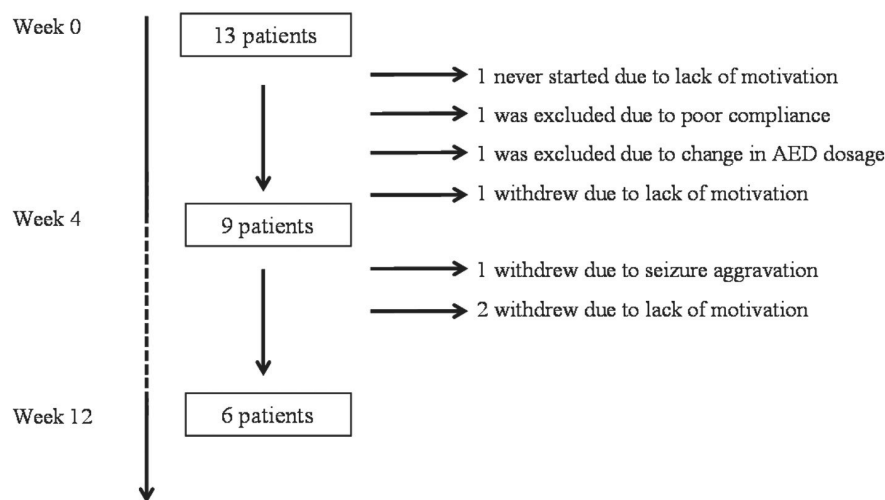 Week 0
13 patients
1 never started due to lack of motivation
1 was excluded due to poor compliance
1 was excluded due to change in AED dosage
1 withdrew due to lack of motivation
Week 4
9 patients
1 withdrew due to seizure aggravation
2 withdrew due to lack of motivation
Week 12
6 patients